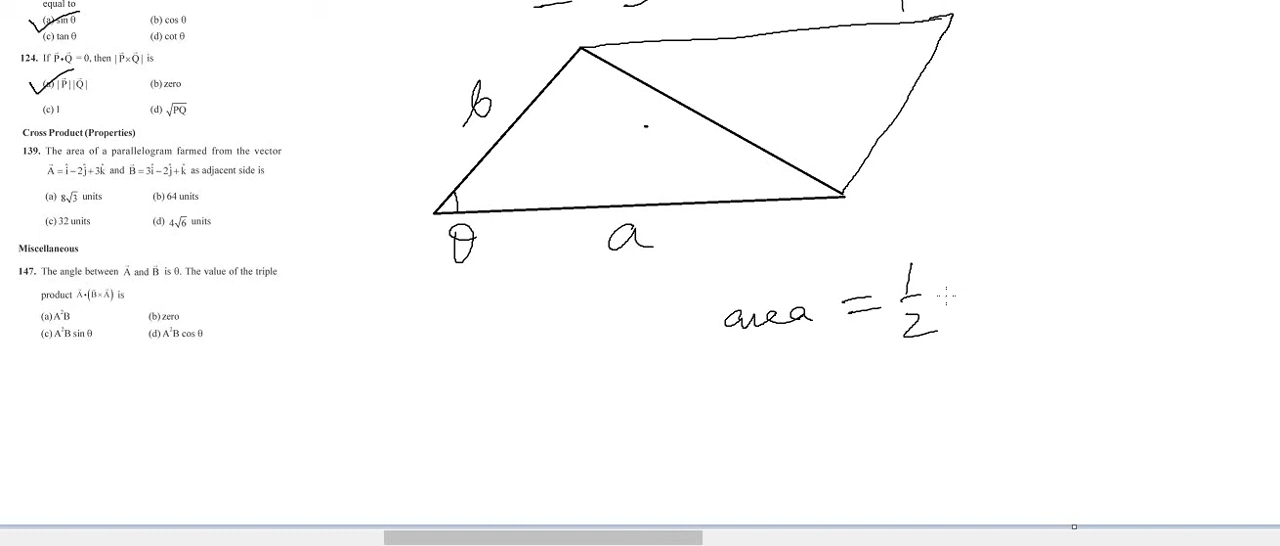 equal to
(a) sin θ (b) cos θ
(c) tan θ (d) cot θ
124. If P⃗•Q⃗ = 0, then |P⃗×Q⃗| is
(a) |P⃗||Q⃗| (b) zero
(c) 1 (d) √PQ
Cross Product (Properties)
139. The area of a parallelogram farmed from the vector
A⃗ = î−2ĵ+3k̂ and B⃗ = 3î−2ĵ+k̂ as adjacent side is
(a) 8√3 units (b) 64 units
(c) 32 units (d) 4√6 units
Miscellaneous
147. The angle between A⃗ and B⃗ is θ. The value of the triple
product A⃗•(B⃗×A⃗) is
(a) A²B (b) zero
(c) A²B sin θ (d) A²B cos θ
b
θ
a
area = 1/2